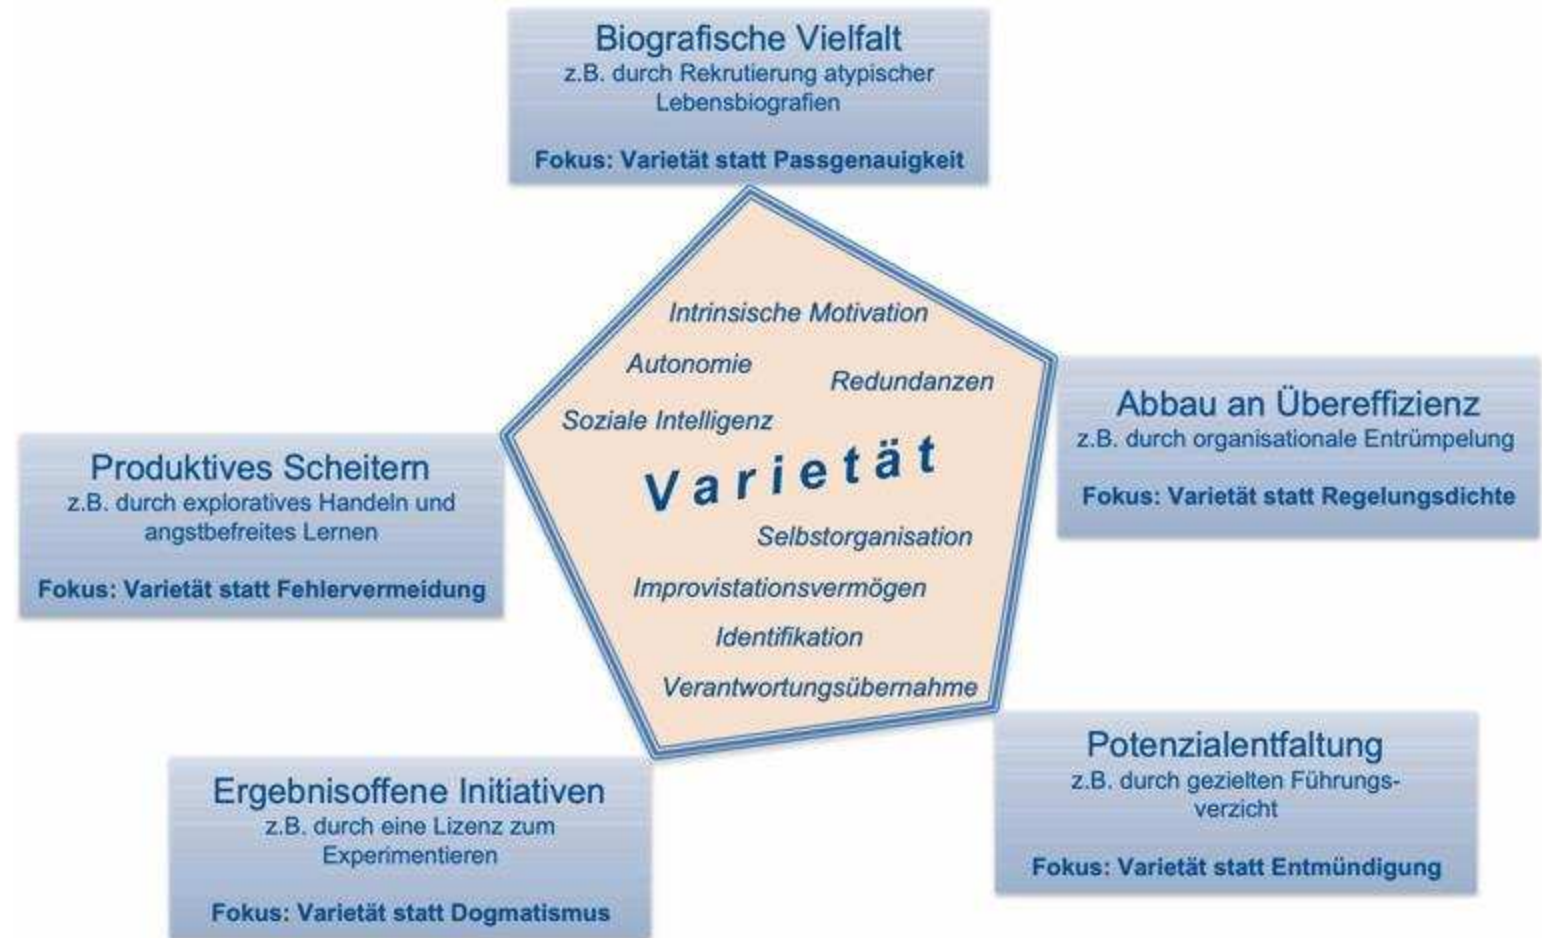 Biografische Vielfalt
z.B. durch Rekrutierung atypischer
Lebensbiografien
Fokus: Varietät statt Passgenauigkeit
Intrinsische Motivation
Autonomie
Redundanzen
Soziale Intelligenz
Varietät
Selbstorganisation
Improvistationsvermögen
Identifikation
Verantwortungsübernahme
Abbau an Übereffizienz
z.B. durch organisationale Entrümpelung
Fokus: Varietät statt Regelungsdichte
Produktives Scheitern
z.B. durch exploratives Handeln und
angstbefreites Lernen
Fokus: Varietät statt Fehlervermeidung
Potenzialentfaltung
z.B. durch gezielten Führungs-
verzicht
Fokus: Varietät statt Entmündigung
Ergebnisoffene Initiativen
z.B. durch eine Lizenz zum
Experimentieren
Fokus: Varietät statt Dogmatismus